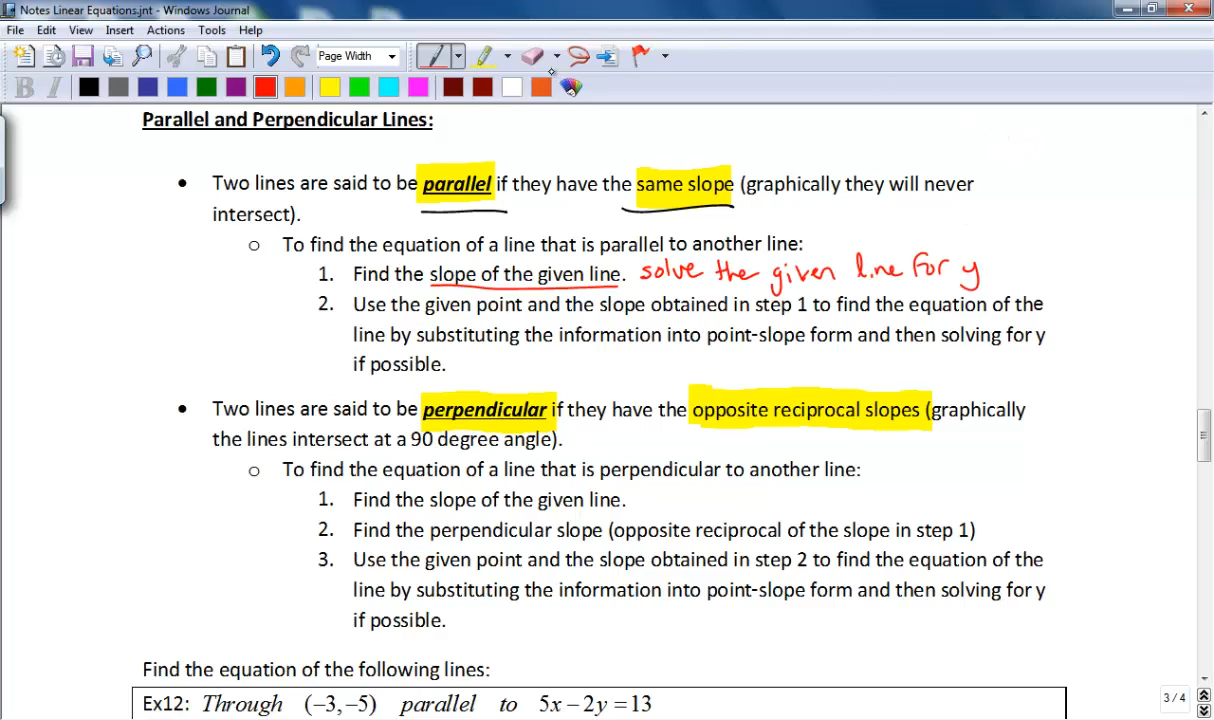 Notes Linear Equations.jnt - Windows Journal
File Edit View Insert Actions Tools Help
Page Width
B I
Parallel and Perpendicular Lines:
• Two lines are said to be parallel if they have the same slope (graphically they will never
intersect).
o To find the equation of a line that is parallel to another line:
1. Find the slope of the given line. solve the given line for y
2. Use the given point and the slope obtained in step 1 to find the equation of the
line by substituting the information into point-slope form and then solving for y
if possible.
• Two lines are said to be perpendicular if they have the opposite reciprocal slopes (graphically
the lines intersect at a 90 degree angle).
o To find the equation of a line that is perpendicular to another line:
1. Find the slope of the given line.
2. Find the perpendicular slope (opposite reciprocal of the slope in step 1)
3. Use the given point and the slope obtained in step 2 to find the equation of the
line by substituting the information into point-slope form and then solving for y
if possible.
Find the equation of the following lines:
Ex12: Through (−3,−5) parallel to 5x − 2y = 13
3 / 4